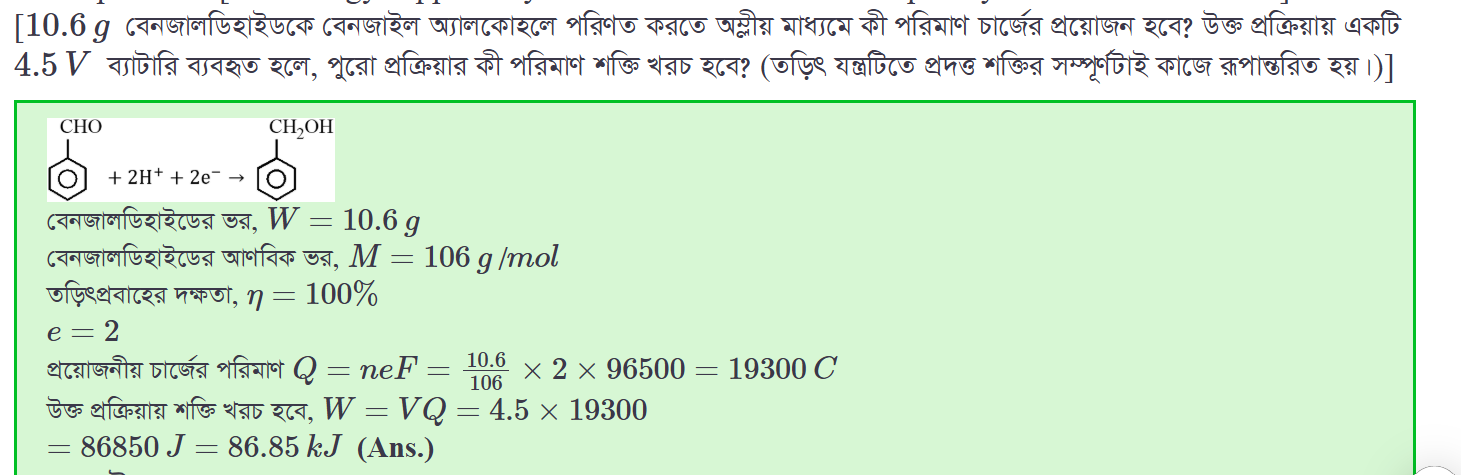 [10.6 g বেনজালডিহাইডকে বেনজাইল অ্যালকোহলে পরিণত করতে অম্লীয় মাধ্যমে কী পরিমাণ চার্জের প্রয়োজন হবে? উক্ত প্রক্রিয়ায় একটি
4.5 V ব্যাটারি ব্যবহৃত হলে, পুরো প্রক্রিয়ার কী পরিমাণ শক্তি খরচ হবে? (তড়িৎ যন্ত্রটিতে প্রদত্ত শক্তির সম্পূর্ণটাই কাজে রূপান্তরিত হয়।)]
CHO CH₂OH
+ 2H⁺ + 2e⁻ →
বেনজালডিহাইডের ভর, W = 10.6 g
বেনজালডিহাইডের আণবিক ভর, M = 106 g/mol
তড়িৎপ্রবাহের দক্ষতা, η = 100%
e = 2
প্রয়োজনীয় চার্জের পরিমাণ Q = neF = 10.6/106 × 2 × 96500 = 19300 C
উক্ত প্রক্রিয়ায় শক্তি খরচ হবে, W = VQ = 4.5 × 19300
= 86850 J = 86.85 kJ (Ans.)